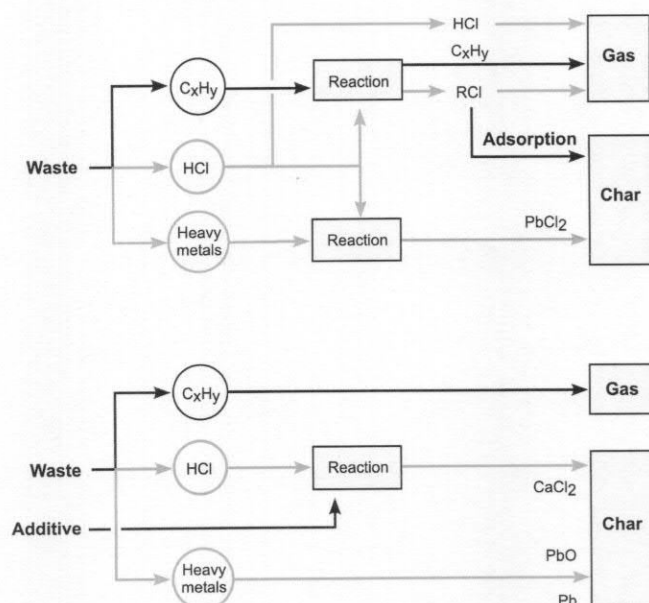 HCl
CxHy
Gas
CxHy
Reaction
RCl
Adsorption
Waste
HCl
Char
Heavy
metals
Reaction
PbCl2
CxHy
Gas
Waste
HCl
Reaction
CaCl2
Additive
Char
PbO
Heavy
metals
Pb